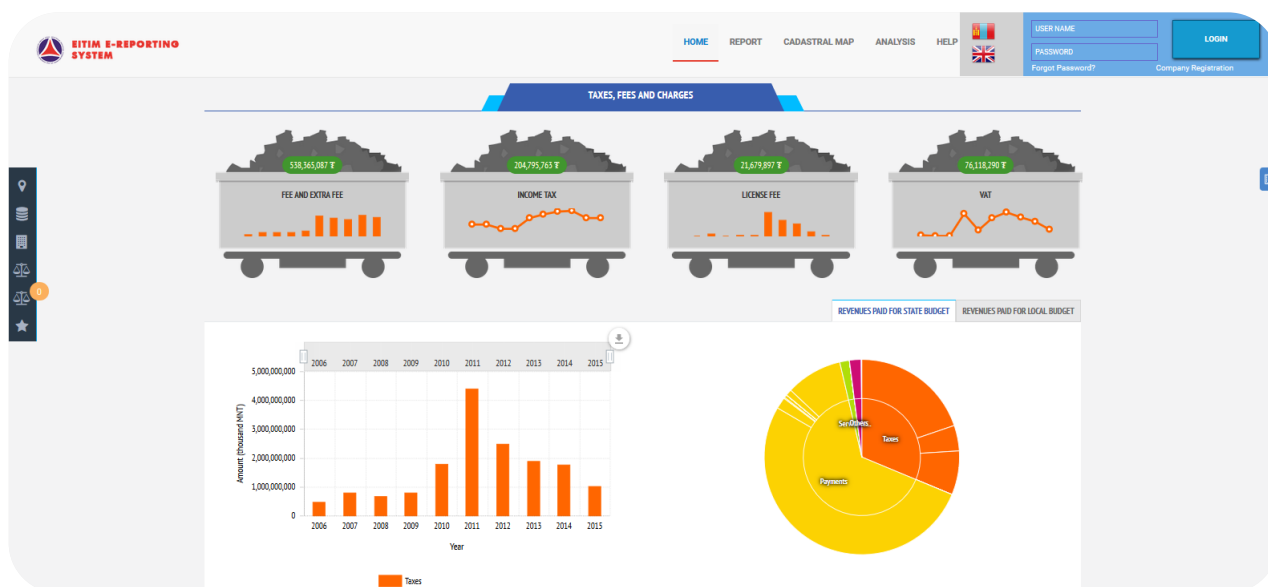 EITIM E-REPORTING
SYSTEM
HOME REPORT CADASTRAL MAP ANALYSIS HELP
USER NAME
PASSWORD
LOGIN
Forgot Password? Company Registration
TAXES, FEES AND CHARGES
538,365,087 ₮ 204,795,763 ₮ 21,679,897 ₮ 76,118,290 ₮
FEE AND EXTRA FEE INCOME TAX LICENSE FEE VAT
0
REVENUES PAID FOR STATE BUDGET REVENUES PAID FOR LOCAL BUDGET
2006 2007 2008 2009 2010 2011 2012 2013 2014 2015
5,000,000,000
4,000,000,000
3,000,000,000
2,000,000,000
1,000,000,000
0
Amount (thousand MNT)
2006 2007 2008 2009 2010 2011 2012 2013 2014 2015
Year
Taxes
Others
Taxes
Payments